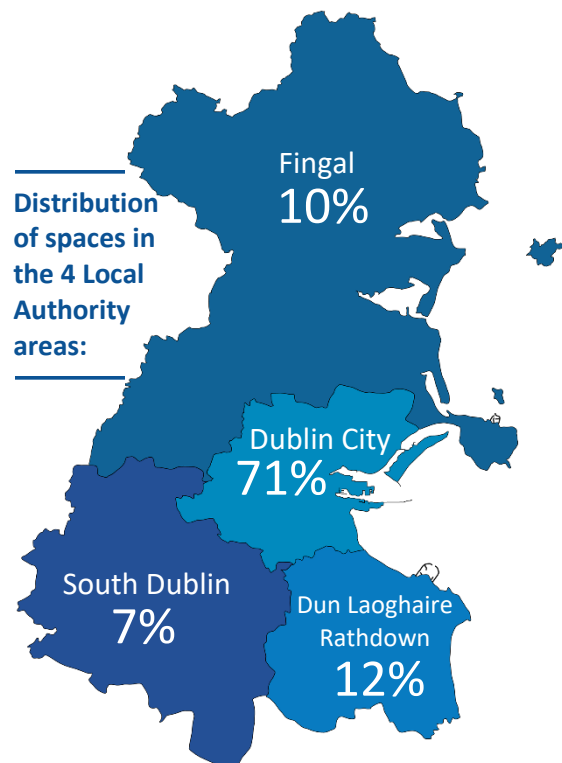 Fingal
10%
Distribution
of spaces in
the 4 Local
Authority
areas:
Dublin City
71%
South Dublin
7%
Dun Laoghaire
Rathdown
12%